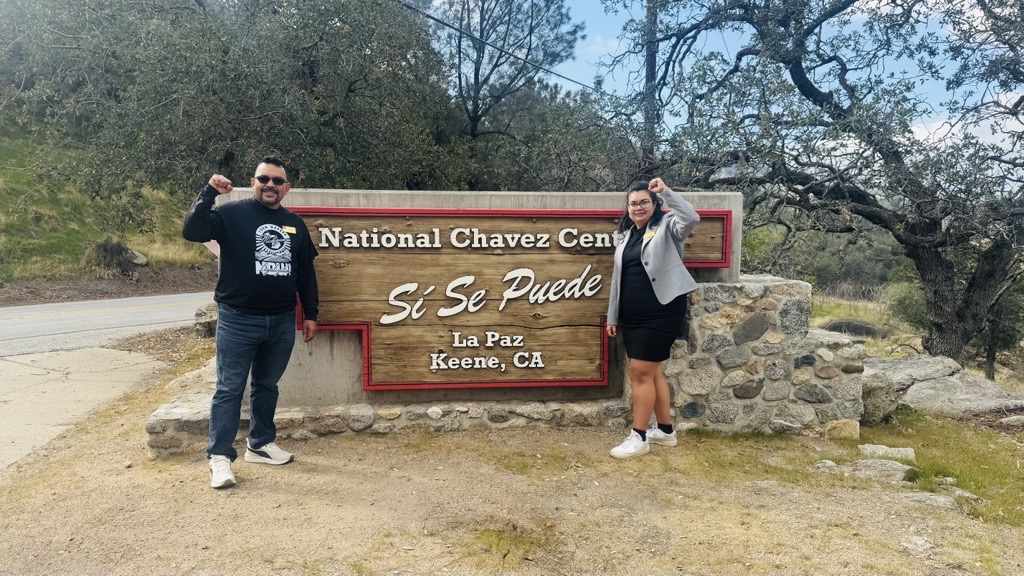 National Chavez Cent
Sí Se Puede
La Paz
Keene, CA